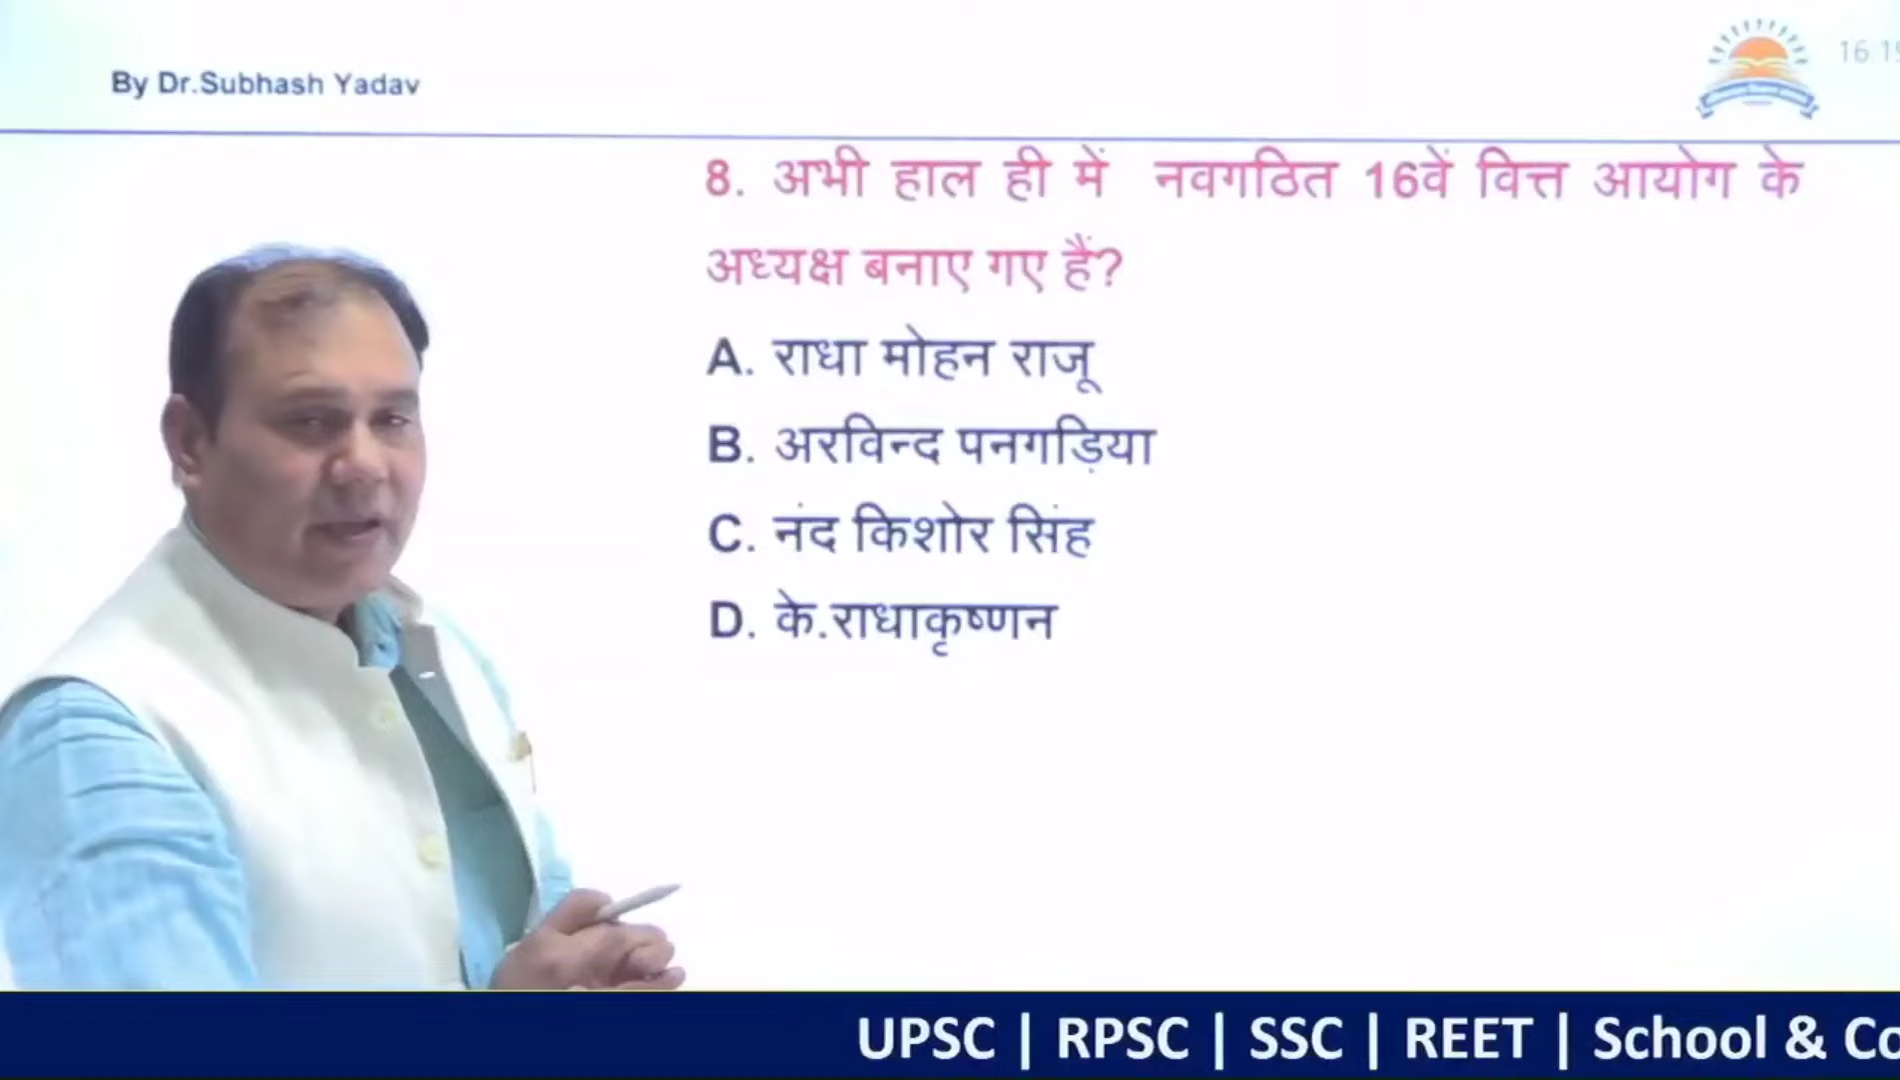 By Dr.Subhash Yadav
8. अभी हाल ही में नवगठित 16वें वित्त आयोग के
अध्यक्ष बनाए गए हैं?
A. राधा मोहन राजू
B. अरविन्द पनगड़िया
C. नंद किशोर सिंह
D. के.राधाकृष्णन
UPSC | RPSC | SSC | REET | School & Co